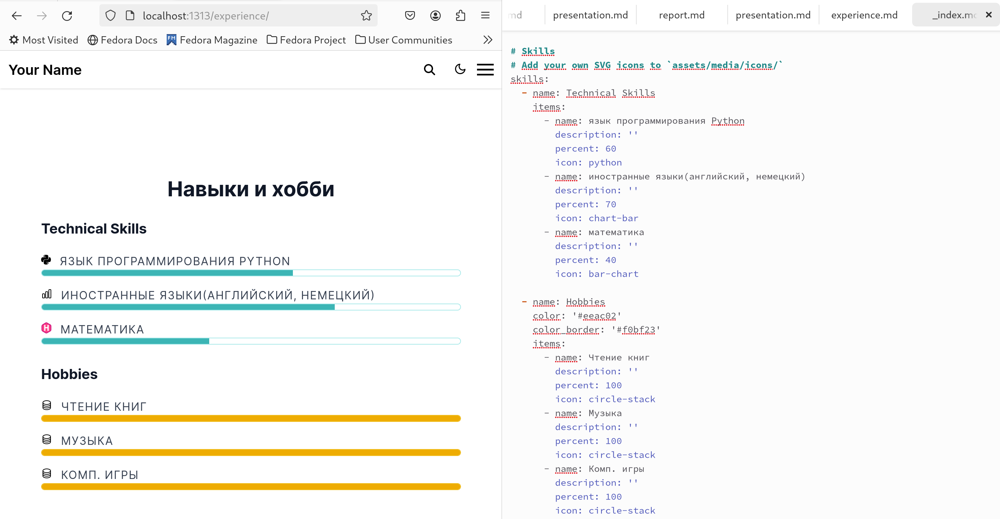 localhost:1313/experience/
Most Visited
Fedora Docs
Fedora Magazine
Fedora Project
User Communities
Your Name
Навыки и хобби
Technical Skills
ЯЗЫК ПРОГРАММИРОВАНИЯ PYTHON
ИНОСТРАННЫЕ ЯЗЫКИ(АНГЛИЙСКИЙ, НЕМЕЦКИЙ)
МАТЕМАТИКА
Hobbies
ЧТЕНИЕ КНИГ
МУЗЫКА
КОМП. ИГРЫ
md
presentation.md
report.md
presentation.md
experience.md
_index.md
# Skills
# Add your own SVG icons to `assets/media/icons/`
skills:
- name: Technical Skills
items:
- name: язык программирования Python
description: ''
percent: 60
icon: python
- name: иностранные языки(английский, немецкий)
description: ''
percent: 70
icon: chart-bar
- name: математика
description: ''
percent: 40
icon: bar-chart
- name: Hobbies
color: '#eeac02'
color_border: '#f0bf23'
items:
- name: Чтение книг
description: ''
percent: 100
icon: circle-stack
- name: Музыка
description: ''
percent: 100
icon: circle-stack
- name: Комп. игры
description: ''
percent: 100
icon: circle-stack